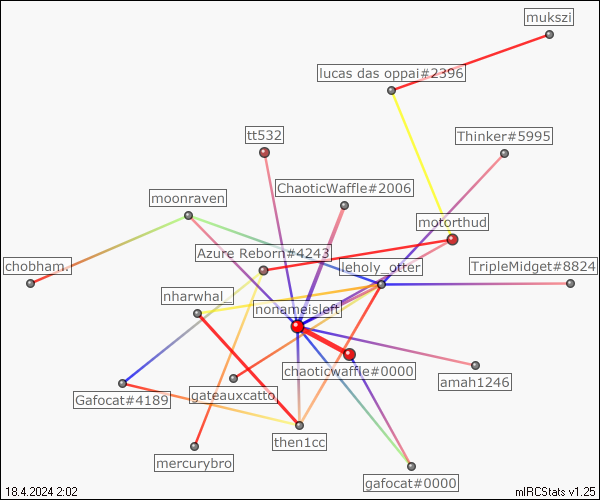 mukszi
lucas das oppai#2396
tt532
Thinker#5995
ChaoticWaffle#2006
moonraven
motorthud
Azure Reborn#4243
chobham.
leholy_otter
TripleMidget#8824
nharwhal_
nonameisleft
chaoticwaffle#0000
amah1246
Gafocat#4189
gateauxcatto
then1cc
mercurybro
gafocat#0000
18.4.2024 2:02
mIRCStats v1.25